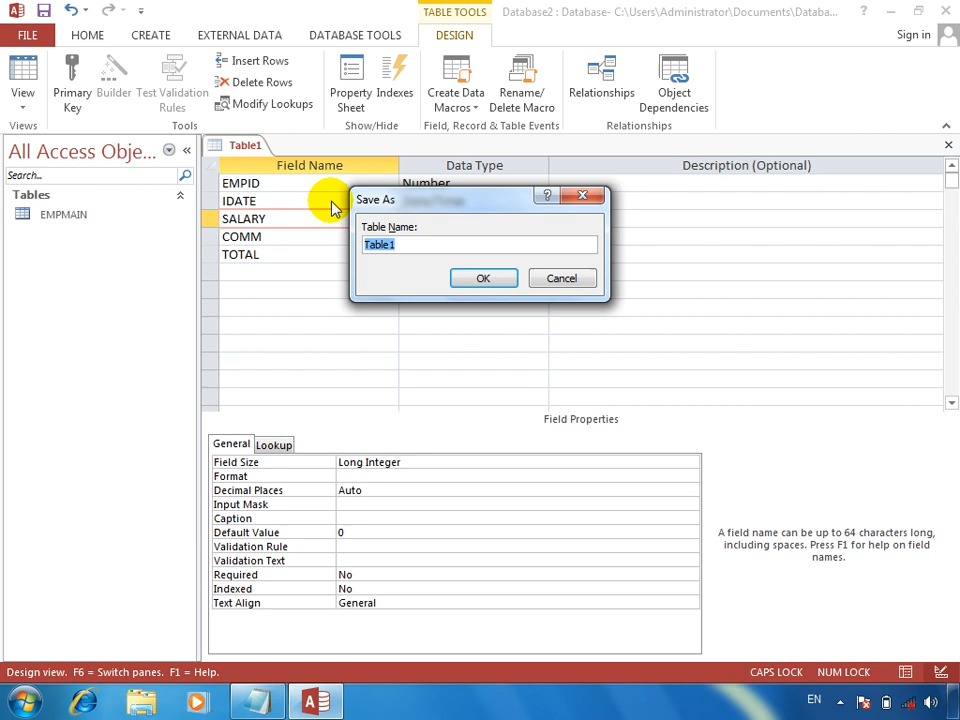 TABLE TOOLS
Database2 : Database- C:\Users\Administrator\Documents\Databa...
FILE HOME CREATE EXTERNAL DATA DATABASE TOOLS DESIGN Sign in
View
Views
Primary Key
Builder
Test Validation Rules
Insert Rows
Delete Rows
Modify Lookups
Tools
Property Sheet
Indexes
Show/Hide
Create Data Macros
Rename/ Delete Macro
Field, Record & Table Events
Relationships
Object Dependencies
Relationships
All Access Obje...
Search...
Tables
EMPMAIN
Table1
Field Name Data Type Description (Optional)
EMPID Number
IDATE
SALARY
COMM
TOTAL
Save As
Table Name:
Table1
OK Cancel
Field Properties
General Lookup
Field Size Long Integer
Format
Decimal Places Auto
Input Mask
Caption
Default Value 0
Validation Rule
Validation Text
Required No
Indexed No
Text Align General
A field name can be up to 64 characters long,
including spaces. Press F1 for help on field
names.
Design view. F6 = Switch panes. F1 = Help. CAPS LOCK NUM LOCK
EN